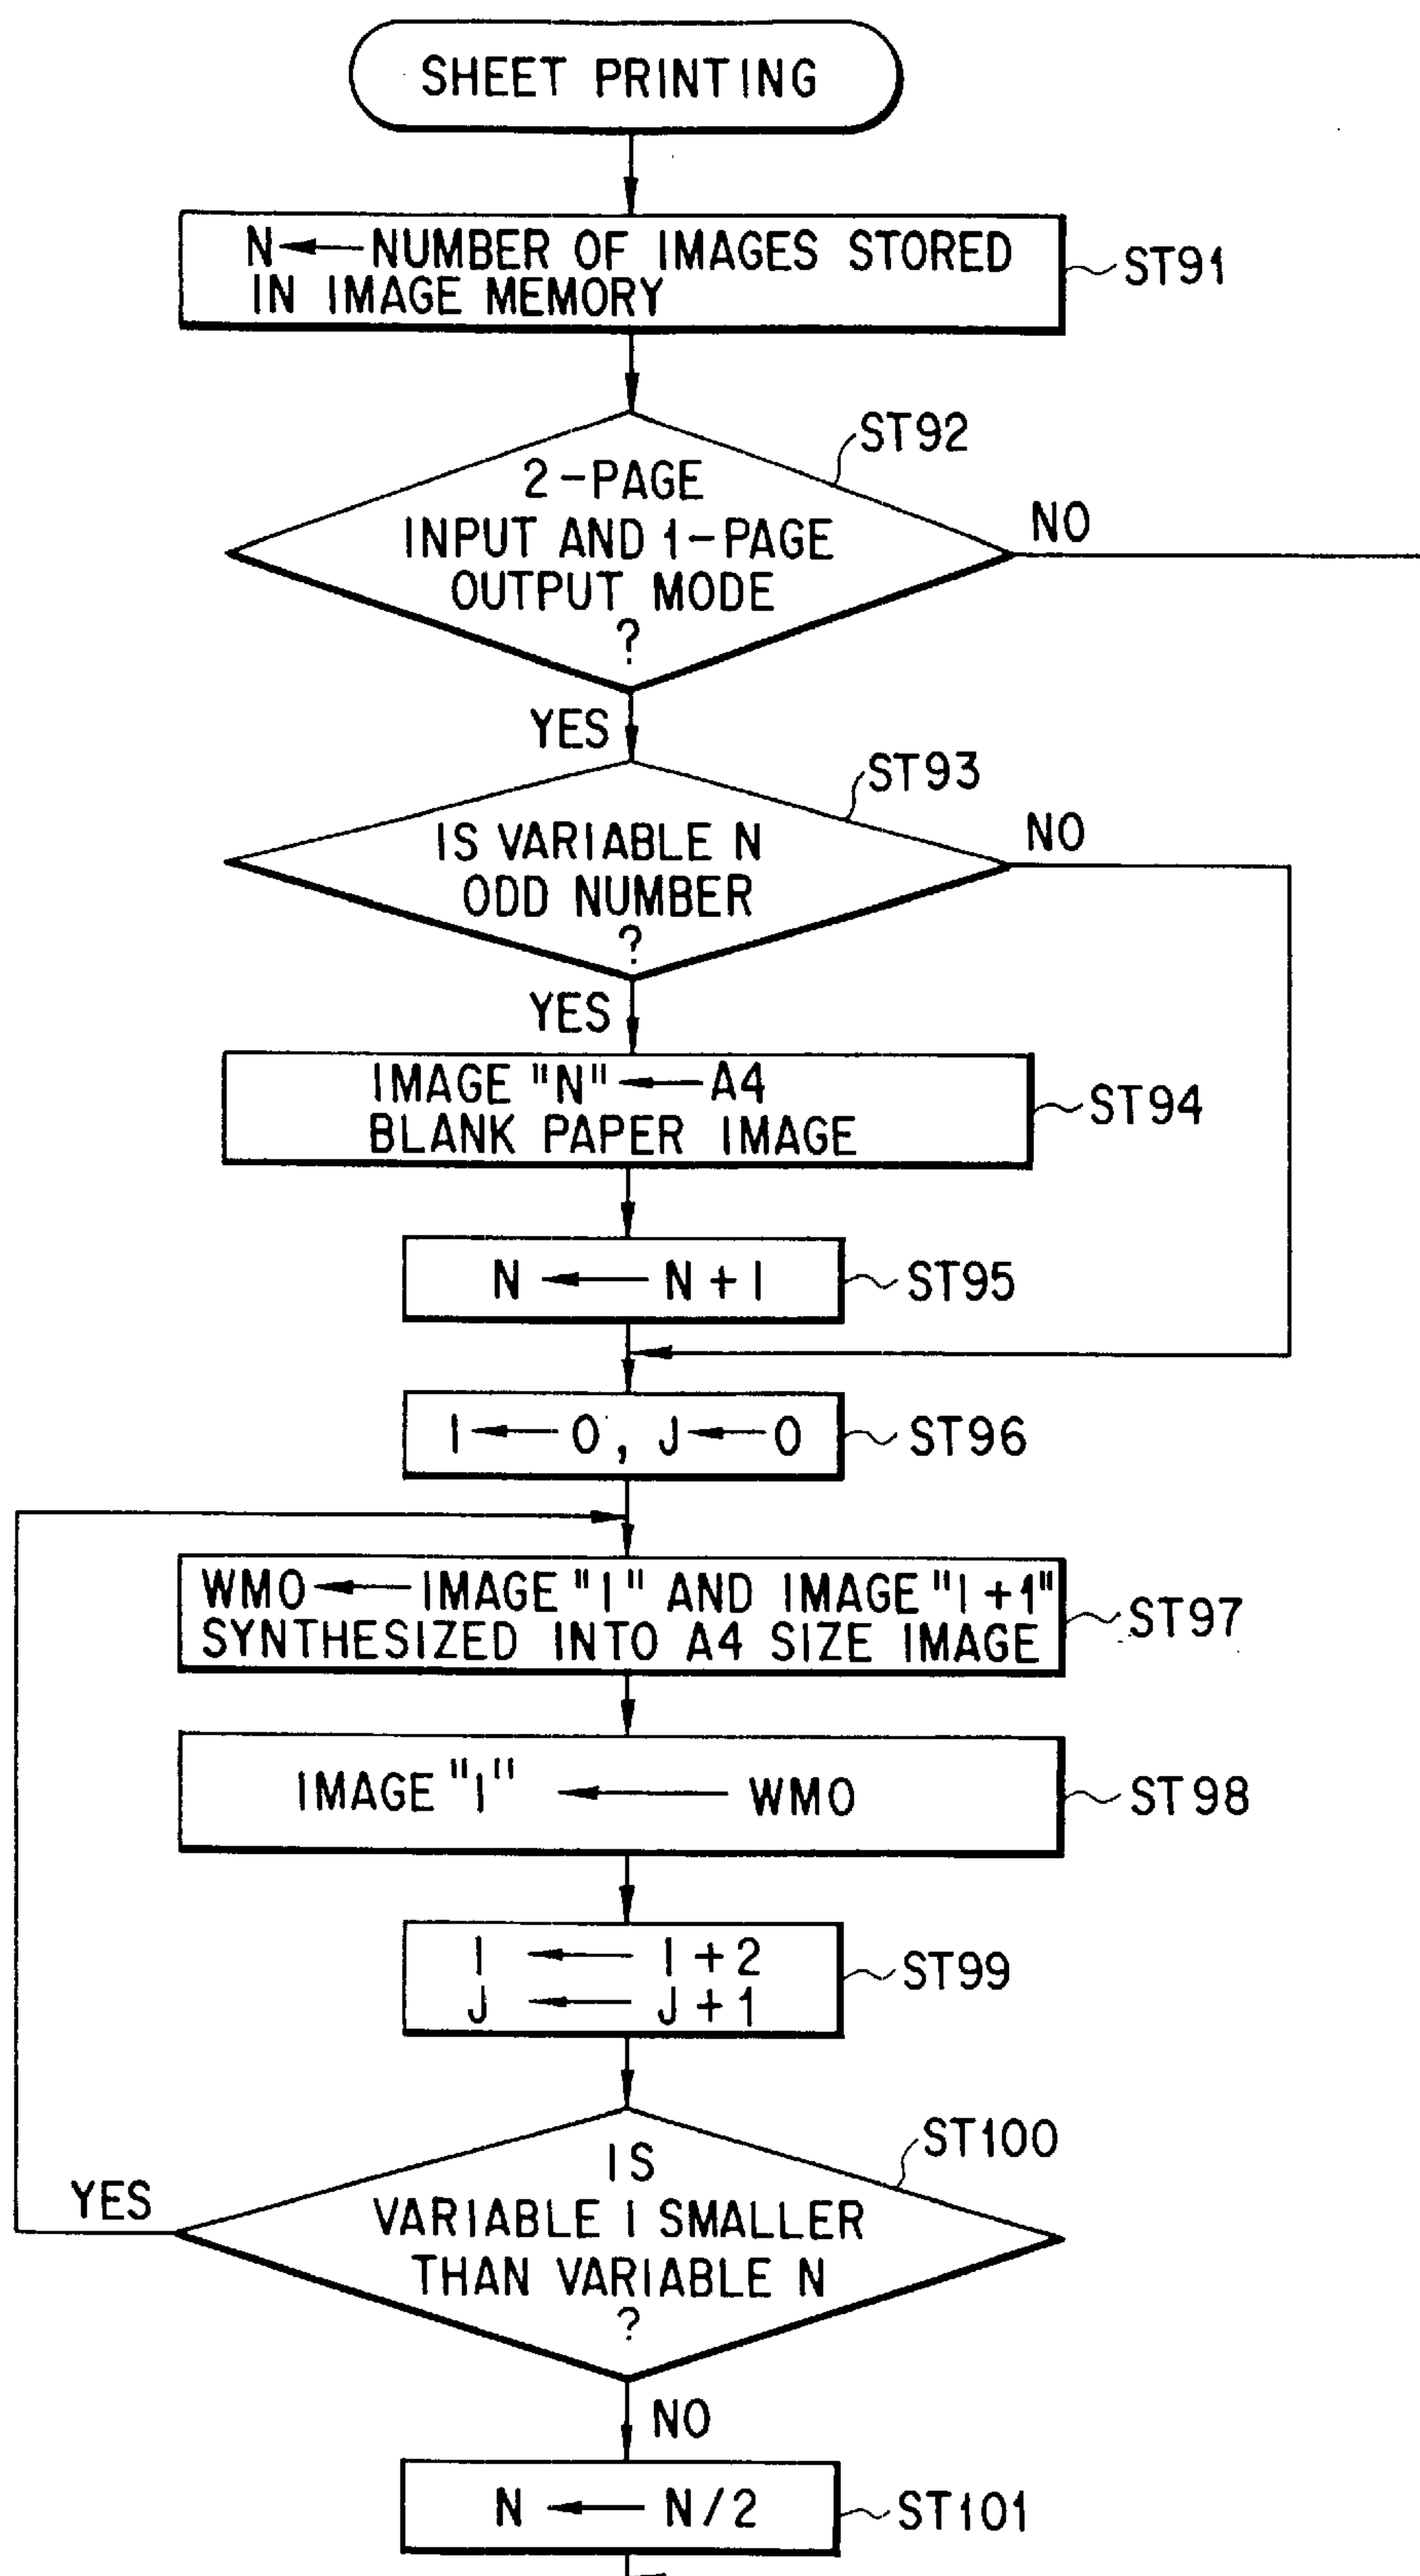 SHEET PRINTING
N←NUMBER OF IMAGES STORED
IN IMAGE MEMORY
ST91
ST92
2-PAGE
INPUT AND 1-PAGE
OUTPUT MODE
?
NO
YES
ST93
IS VARIABLE N
ODD NUMBER
?
NO
YES
IMAGE "N"←A4
BLANK PAPER IMAGE
ST94
N ← N+1
ST95
I←0, J←0
ST96
WM0←IMAGE "I" AND IMAGE "I+1"
SYNTHESIZED INTO A4 SIZE IMAGE
ST97
IMAGE "I" ← WM0
ST98
I ← I+2
J ← J+1
ST99
ST100
IS
VARIABLE I SMALLER
THAN VARIABLE N
?
YES
NO
N ← N/2
ST101